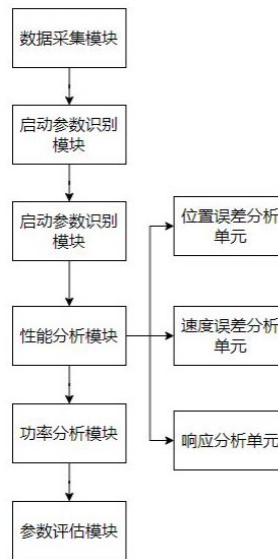 数据采集模块
启动参数识别
模块
启动参数识别
模块
位置误差分析
单元
性能分析模块
速度误差分析
单元
功率分析模块
响应分析单元
参数评估模块